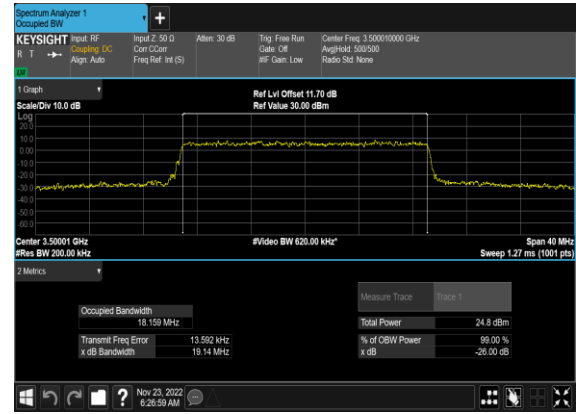 Spectrum Analyzer 1
Occupied BW
KEYSIGHT
R T
Input: RF
Coupling: DC
Align: Auto
Input Z: 50 Ω
Corr CCorr
Freq Ref: Int (S)
Atten: 30 dB
Trig: Free Run
Gate: Off
#IF Gain: Low
Center Freq: 3.500010000 GHz
Avg|Hold: 500/500
Radio Std: None
1 Graph
Scale/Div 10.0 dB
Ref Lvl Offset 11.70 dB
Ref Value 30.00 dBm
Log
20.0
10.0
0.00
-10.0
-20.0
-30.0
-40.0
-50.0
-60.0
Center 3.50001 GHz
#Res BW 200.00 kHz
#Video BW 620.00 kHz*
Span 40 MHz
Sweep 1.27 ms (1001 pts)
2 Metrics
Occupied Bandwidth
18.159 MHz
Transmit Freq Error 13.592 kHz
x dB Bandwidth 19.14 MHz
Measure Trace Trace 1
Total Power 24.8 dBm
% of OBW Power 99.00 %
x dB -26.00 dB
Nov 23, 2022
6:26:59 AM